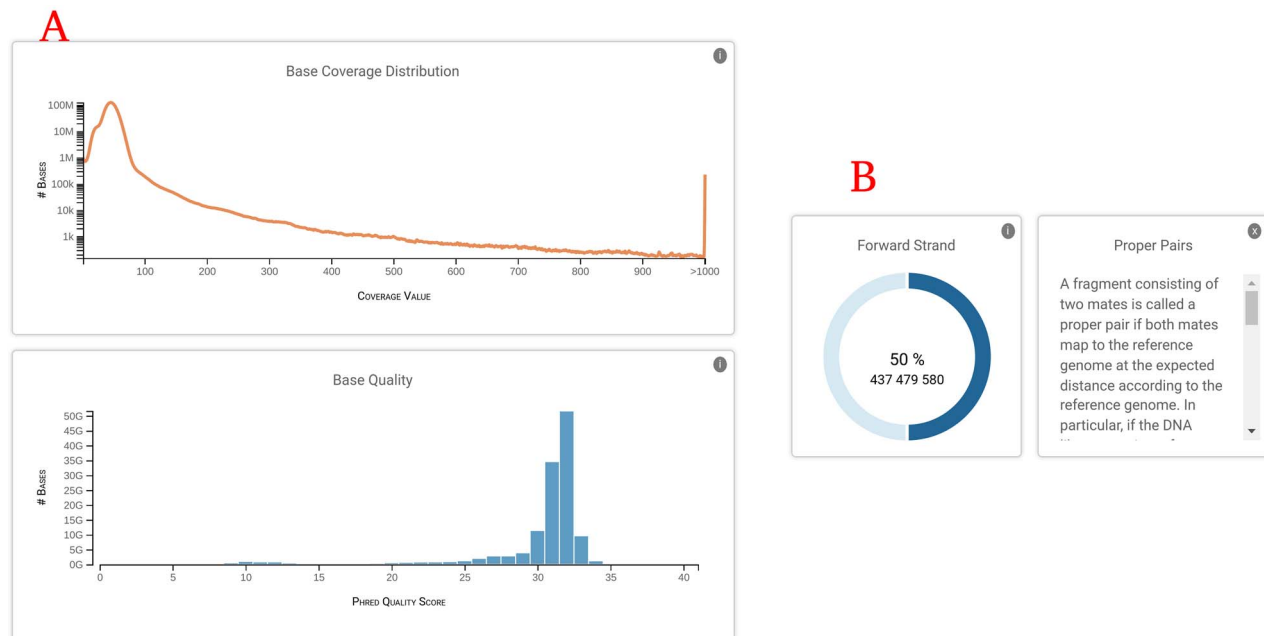 A
i
Base Coverage Distribution
100M
10M
1M
100k
10k
1k
# Bases
100 200 300 400 500 600 700 800 900 >1000
Coverage Value
i
Base Quality
50G
45G
40G
35G
30G
25G
20G
15G
10G
5G
0G
# Bases
0 5 10 15 20 25 30 35 40
Phred Quality Score
B
i
Forward Strand
50 %
437 479 580
x
Proper Pairs
A fragment consisting of
two mates is called a
proper pair if both mates
map to the reference
genome at the expected
distance according to the
reference genome. In
particular, if the DNA